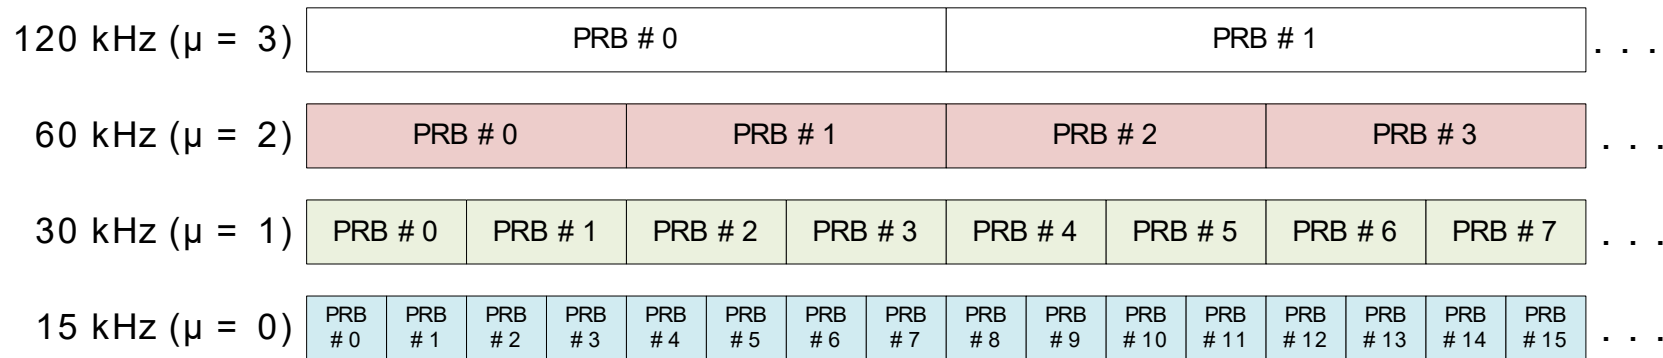 120 kHz (μ = 3) PRB # 0 PRB # 1 . . .
60 kHz (μ = 2) PRB # 0 PRB # 1 PRB # 2 PRB # 3 . . .
30 kHz (μ = 1) PRB # 0 PRB # 1 PRB # 2 PRB # 3 PRB # 4 PRB # 5 PRB # 6 PRB # 7 . . .
15 kHz (μ = 0) PRB # 0 PRB # 1 PRB # 2 PRB # 3 PRB # 4 PRB # 5 PRB # 6 PRB # 7 PRB # 8 PRB # 9 PRB # 10 PRB # 11 PRB # 12 PRB # 13 PRB # 14 PRB # 15 . . .